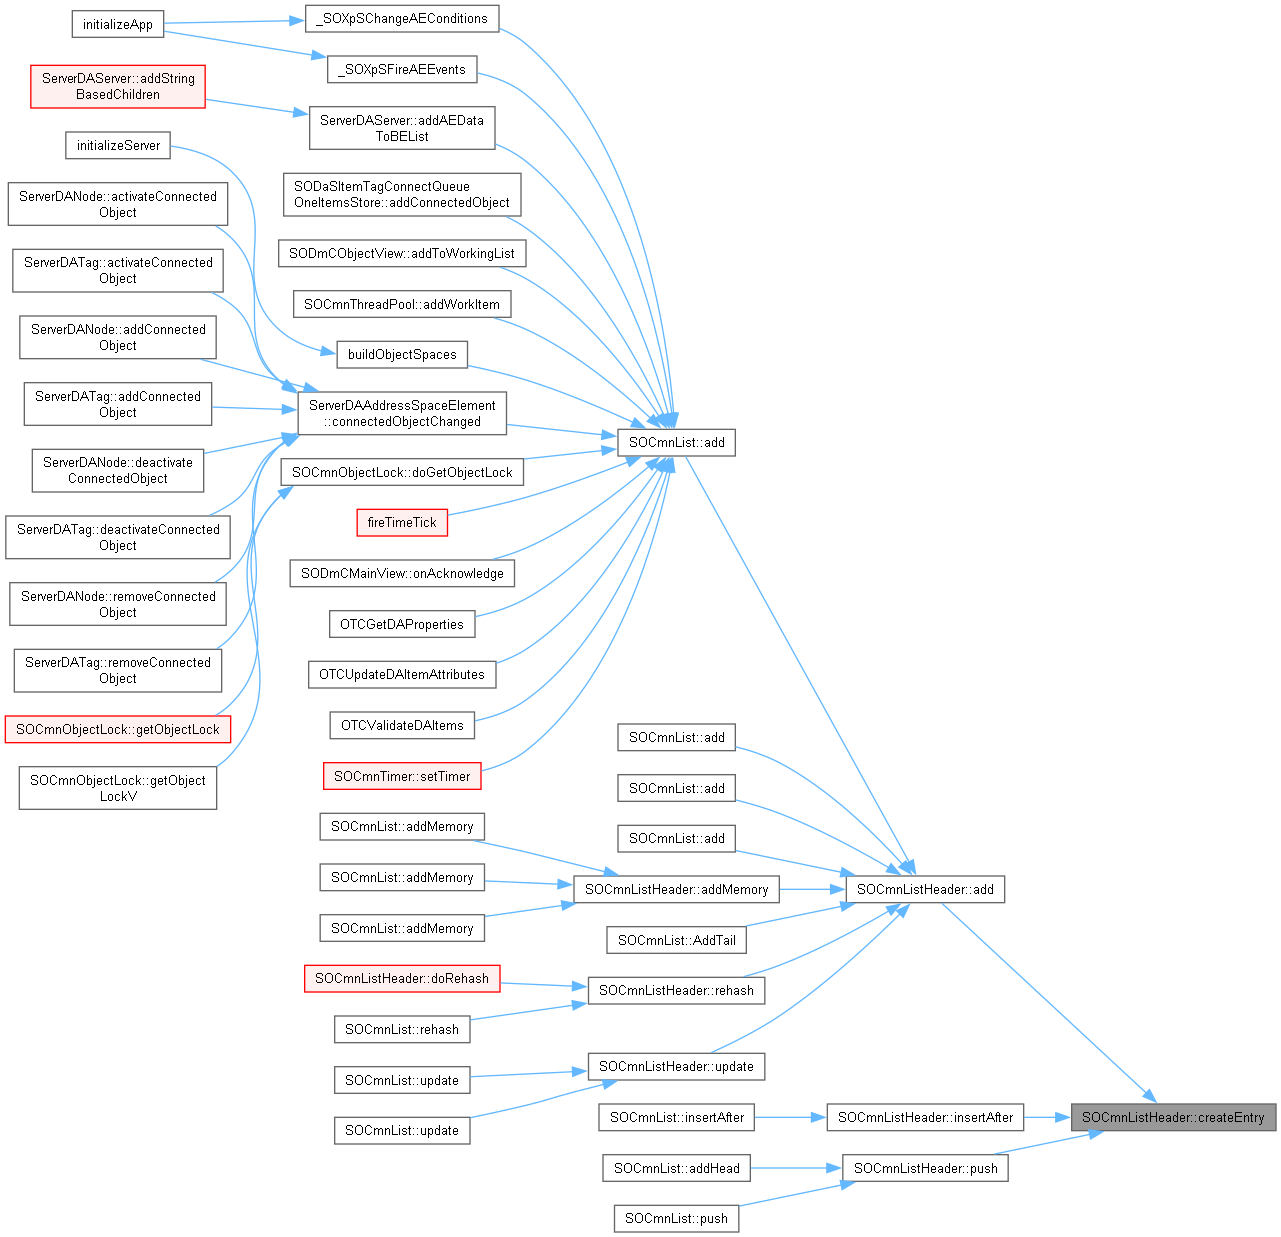 initializeApp
_SOXpSChangeAEConditions
_SOXpSFireAEEvents
ServerDAServer::addString
BasedChildren
ServerDAServer::addAEData
ToBEList
initializeServer
SODaSItemTagConnectQueue
OneItemsStore::addConnectedObject
ServerDANode::activateConnected
Object
SODmCObjectView::addToWorkingList
ServerDATag::activateConnected
Object
SOCmnThreadPool::addWorkItem
ServerDANode::addConnected
Object
buildObjectSpaces
ServerDATag::addConnected
Object
ServerDAAddressSpaceElement
::connectedObjectChanged
SOCmnList::add
ServerDANode::deactivate
ConnectedObject
SOCmnObjectLock::doGetObjectLock
ServerDATag::deactivateConnected
Object
fireTimeTick
SODmCMainView::onAcknowledge
ServerDANode::removeConnected
Object
OTCGetDAProperties
ServerDATag::removeConnected
Object
OTCUpdateDAItemAttributes
SOCmnObjectLock::getObjectLock
OTCValidateDAItems
SOCmnList::add
SOCmnObjectLock::getObject
LockV
SOCmnTimer::setTimer
SOCmnList::add
SOCmnList::addMemory
SOCmnList::add
SOCmnList::addMemory
SOCmnListHeader::addMemory
SOCmnListHeader::add
SOCmnList::addMemory
SOCmnList::AddTail
SOCmnListHeader::doRehash
SOCmnListHeader::rehash
SOCmnList::rehash
SOCmnListHeader::update
SOCmnList::update
SOCmnList::update
SOCmnList::insertAfter
SOCmnListHeader::insertAfter
SOCmnListHeader::createEntry
SOCmnList::addHead
SOCmnListHeader::push
SOCmnList::push